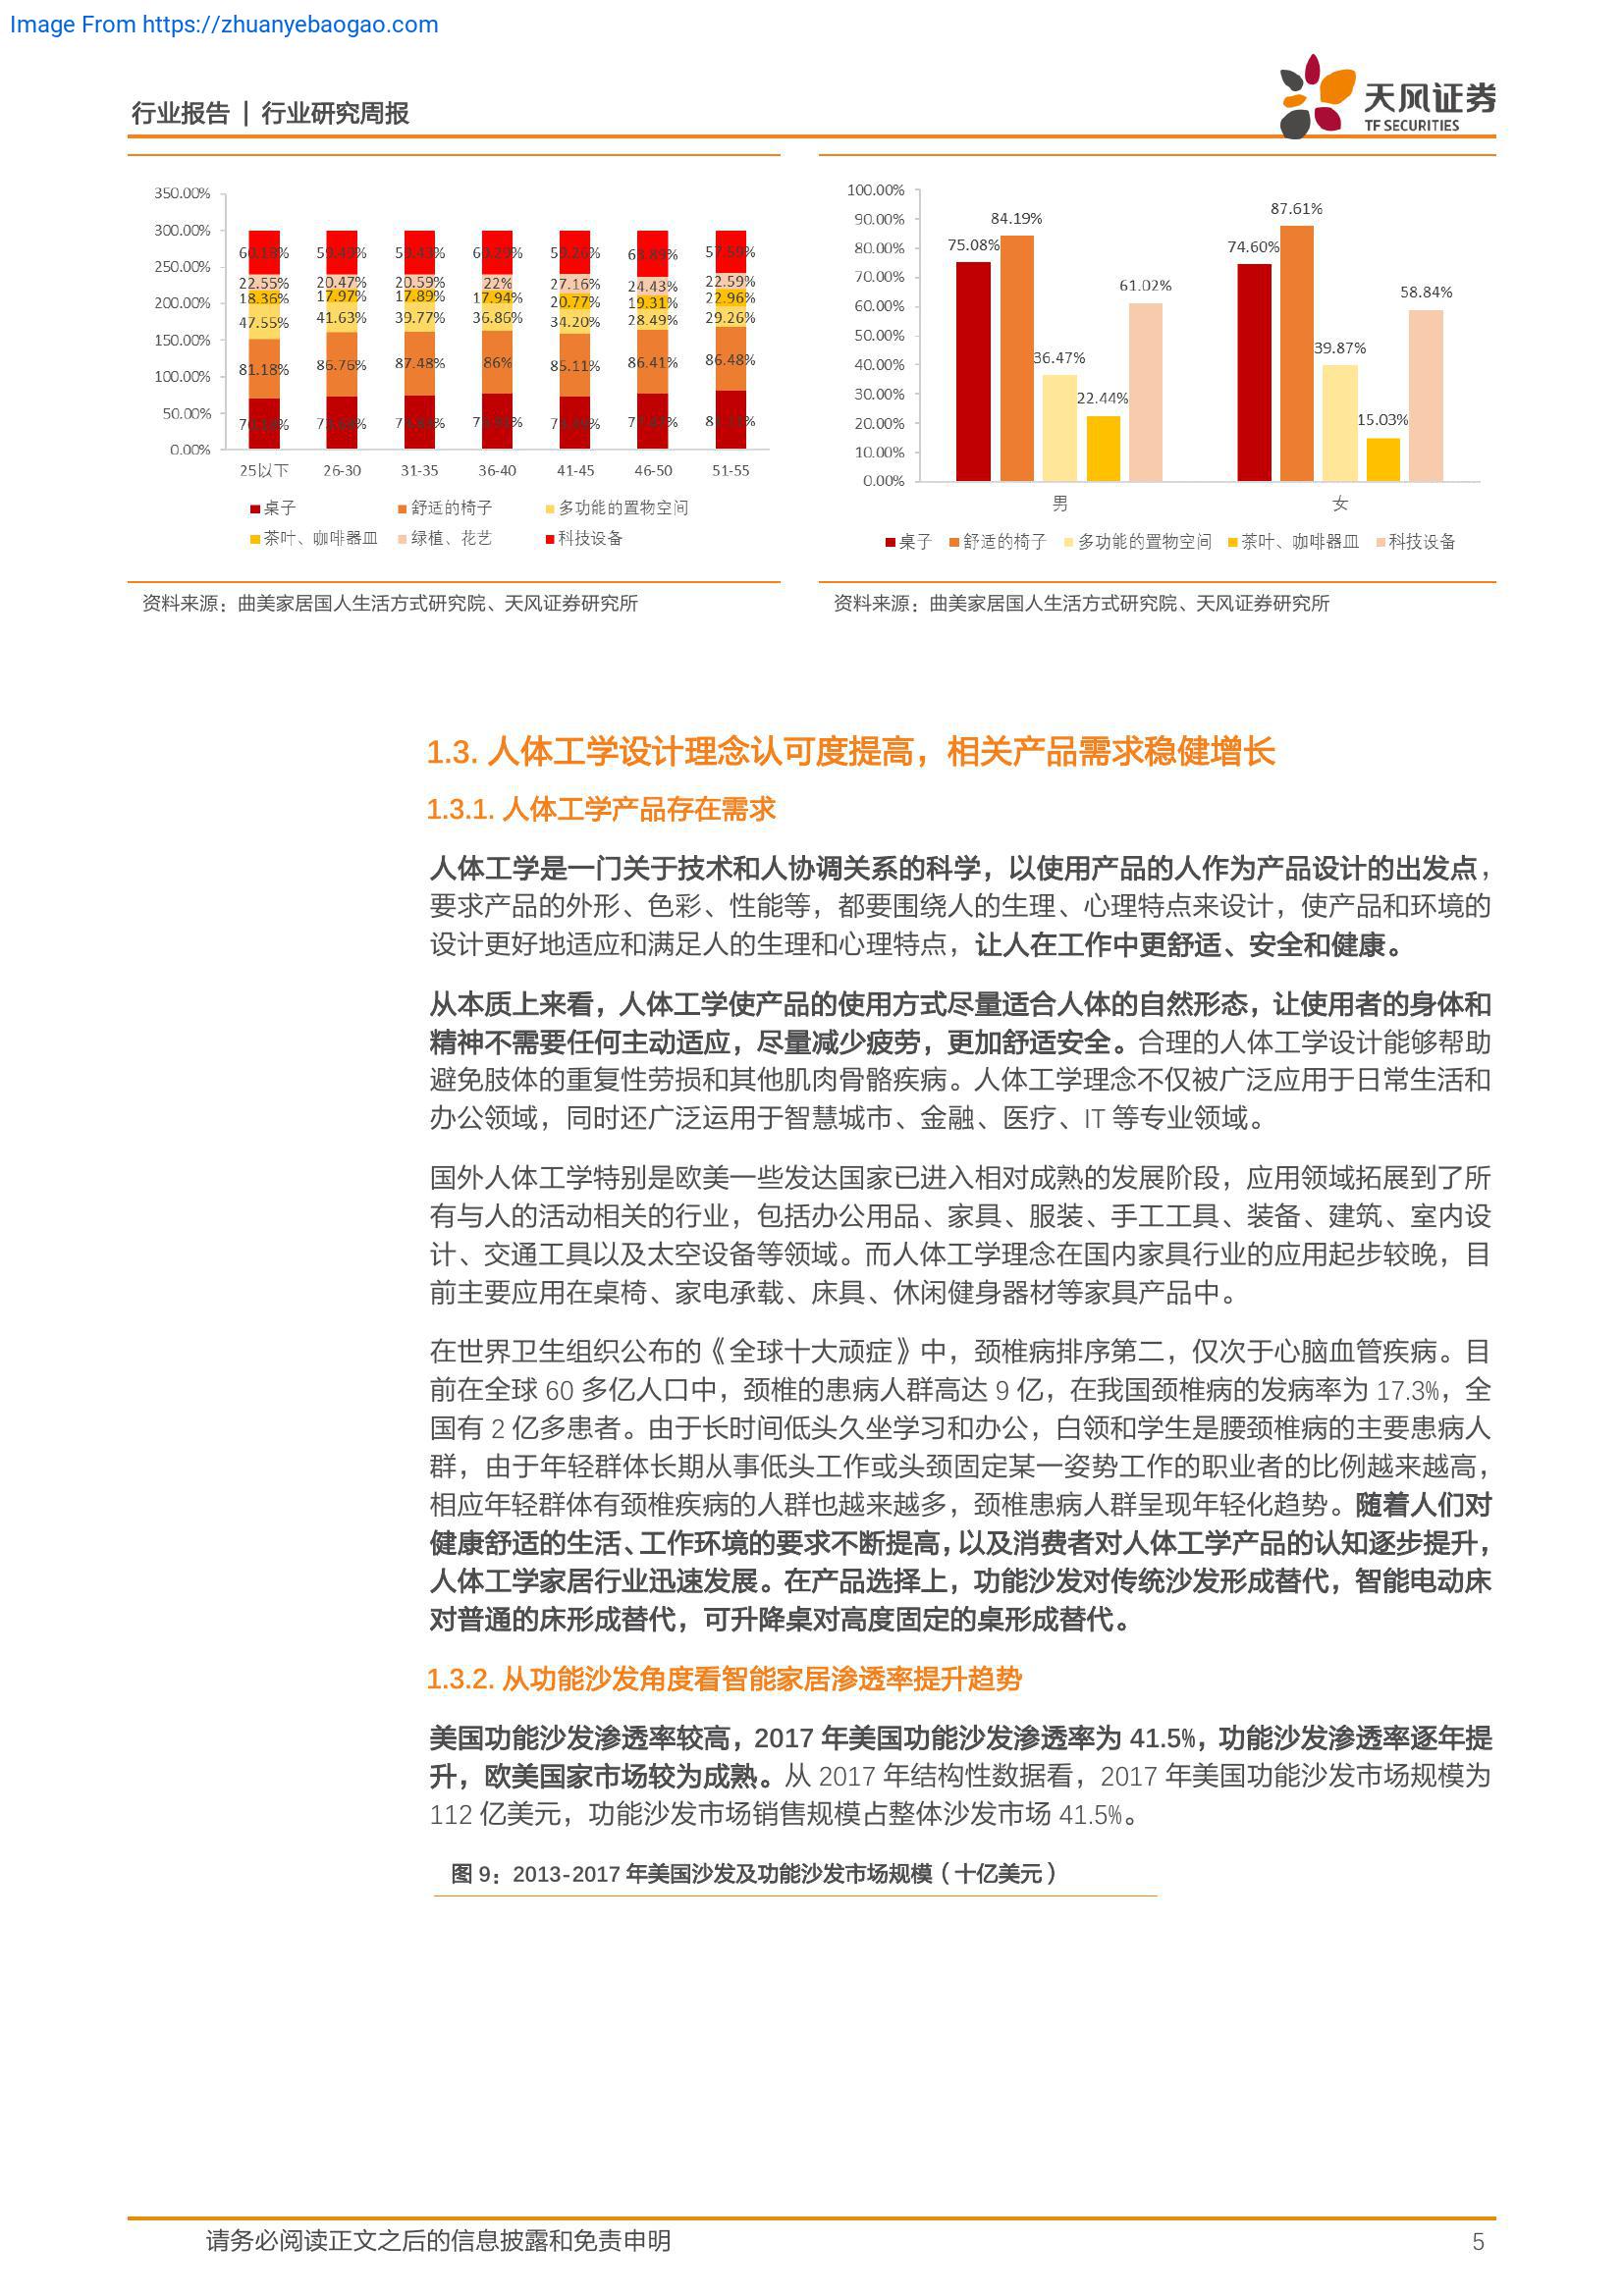 Image From https://zhuanyebaogao.com
行业报告 | 行业研究周报
天风证券
TF SECURITIES
350.00%
300.00%
250.00%
200.00%
150.00%
100.00%
50.00%
0.00%
22.55% 20.47% 20.59% 22% 27.16% 24.43% 22.59%
18.36% 17.97% 17.89% 17.94% 20.77% 19.31% 22.96%
47.55% 41.63% 39.77% 36.86% 34.20% 28.49% 29.26%
81.18% 86.76% 87.48% 86% 85.11% 86.41% 86.48%
25以下 26-30 31-35 36-40 41-45 46-50 51-55
桌子 舒适的椅子 多功能的置物空间
茶叶、咖啡器皿 绿植、花艺 科技设备
100.00%
90.00%
80.00%
70.00%
60.00%
50.00%
40.00%
30.00%
20.00%
10.00%
0.00%
75.08% 84.19% 36.47% 22.44% 61.02%
74.60% 87.61% 39.87% 15.03% 58.84%
男 女
桌子 舒适的椅子 多功能的置物空间 茶叶、咖啡器皿 科技设备
资料来源：曲美家居国人生活方式研究院、天风证券研究所
资料来源：曲美家居国人生活方式研究院、天风证券研究所
1.3. 人体工学设计理念认可度提高，相关产品需求稳健增长
1.3.1. 人体工学产品存在需求
人体工学是一门关于技术和人协调关系的科学，以使用产品的人作为产品设计的出发点，
要求产品的外形、色彩、性能等，都要围绕人的生理、心理特点来设计，使产品和环境的
设计更好地适应和满足人的生理和心理特点，让人在工作中更舒适、安全和健康。
从本质上来看，人体工学使产品的使用方式尽量适合人体的自然形态，让使用者的身体和
精神不需要任何主动适应，尽量减少疲劳，更加舒适安全。合理的人体工学设计能够帮助
避免肢体的重复性劳损和其他肌肉骨骼疾病。人体工学理念不仅被广泛应用于日常生活和
办公领域，同时还广泛运用于智慧城市、金融、医疗、IT 等专业领域。
国外人体工学特别是欧美一些发达国家已进入相对成熟的发展阶段，应用领域拓展到了所
有与人的活动相关的行业，包括办公用品、家具、服装、手工工具、装备、建筑、室内设
计、交通工具以及太空设备等领域。而人体工学理念在国内家具行业的应用起步较晚，目
前主要应用在桌椅、家电承载、床具、休闲健身器材等家具产品中。
在世界卫生组织公布的《全球十大顽症》中，颈椎病排序第二，仅次于心脑血管疾病。目
前在全球 60 多亿人口中，颈椎的患病人群高达 9 亿，在我国颈椎病的发病率为 17.3%，全
国有 2 亿多患者。由于长时间低头久坐学习和办公，白领和学生是腰颈椎病的主要患病人
群，由于年轻群体长期从事低头工作或头颈固定某一姿势工作的职业者的比例越来越高，
相应年轻群体有颈椎疾病的人群也越来越多，颈椎患病人群呈现年轻化趋势。随着人们对
健康舒适的生活、工作环境的要求不断提高，以及消费者对人体工学产品的认知逐步提升，
人体工学家居行业迅速发展。在产品选择上，功能沙发对传统沙发形成替代，智能电动床
对普通的床形成替代，可升降桌对高度固定的桌形成替代。
1.3.2. 从功能沙发角度看智能家居渗透率提升趋势
美国功能沙发渗透率较高，2017 年美国功能沙发渗透率为 41.5%，功能沙发渗透率逐年提
升，欧美国家市场较为成熟。从 2017 年结构性数据看，2017 年美国功能沙发市场规模为
112 亿美元，功能沙发市场销售规模占整体沙发市场 41.5%。
图 9：2013-2017 年美国沙发及功能沙发市场规模（十亿美元）
请务必阅读正文之后的信息披露和免责申明
5